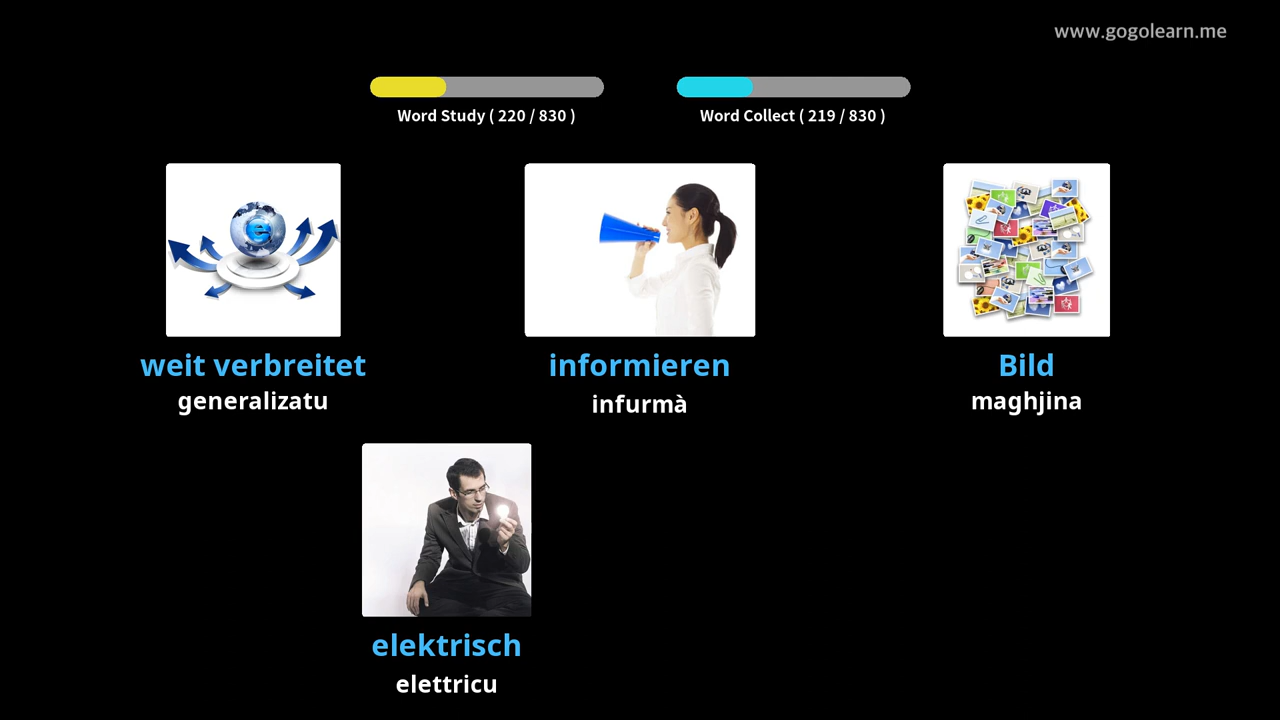 www.gogolearn.me
Word Study ( 220 / 830 )
Word Collect ( 219 / 830 )
e
weit verbreitet
generalizatu
informieren
infurmà
Bild
maghjina
elektrisch
elettricu